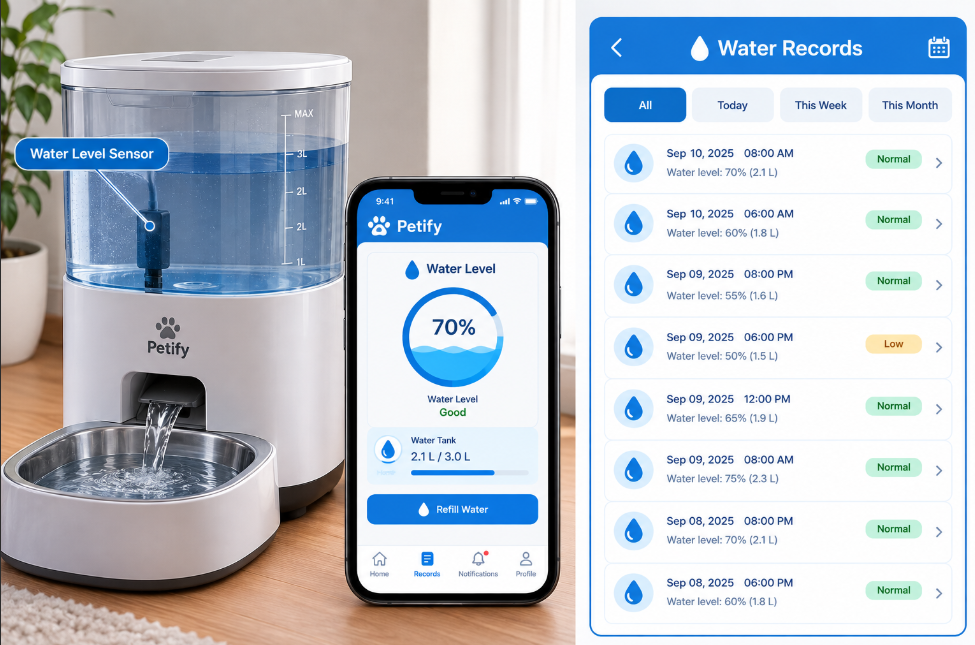 MAX
3L
2L
2L
1L
Water Level Sensor
Petify
9:41
Petify
Water Level
70%
Water Level
Good
Water Tank
2.1 L / 3.0 L
Refill Water
Home
Records
Notifications
Profile
Water Records
All
Today
This Week
This Month
Sep 10, 2025 08:00 AM
Water level: 70% (2.1 L)
Normal
Sep 10, 2025 06:00 AM
Water level: 60% (1.8 L)
Normal
Sep 09, 2025 08:00 PM
Water level: 55% (1.6 L)
Normal
Sep 09, 2025 06:00 PM
Water level: 50% (1.5 L)
Low
Sep 09, 2025 12:00 PM
Water level: 65% (1.9 L)
Normal
Sep 09, 2025 08:00 AM
Water level: 75% (2.3 L)
Normal
Sep 08, 2025 08:00 PM
Water level: 70% (2.1 L)
Normal
Sep 08, 2025 06:00 PM
Water level: 60% (1.8 L)
Normal